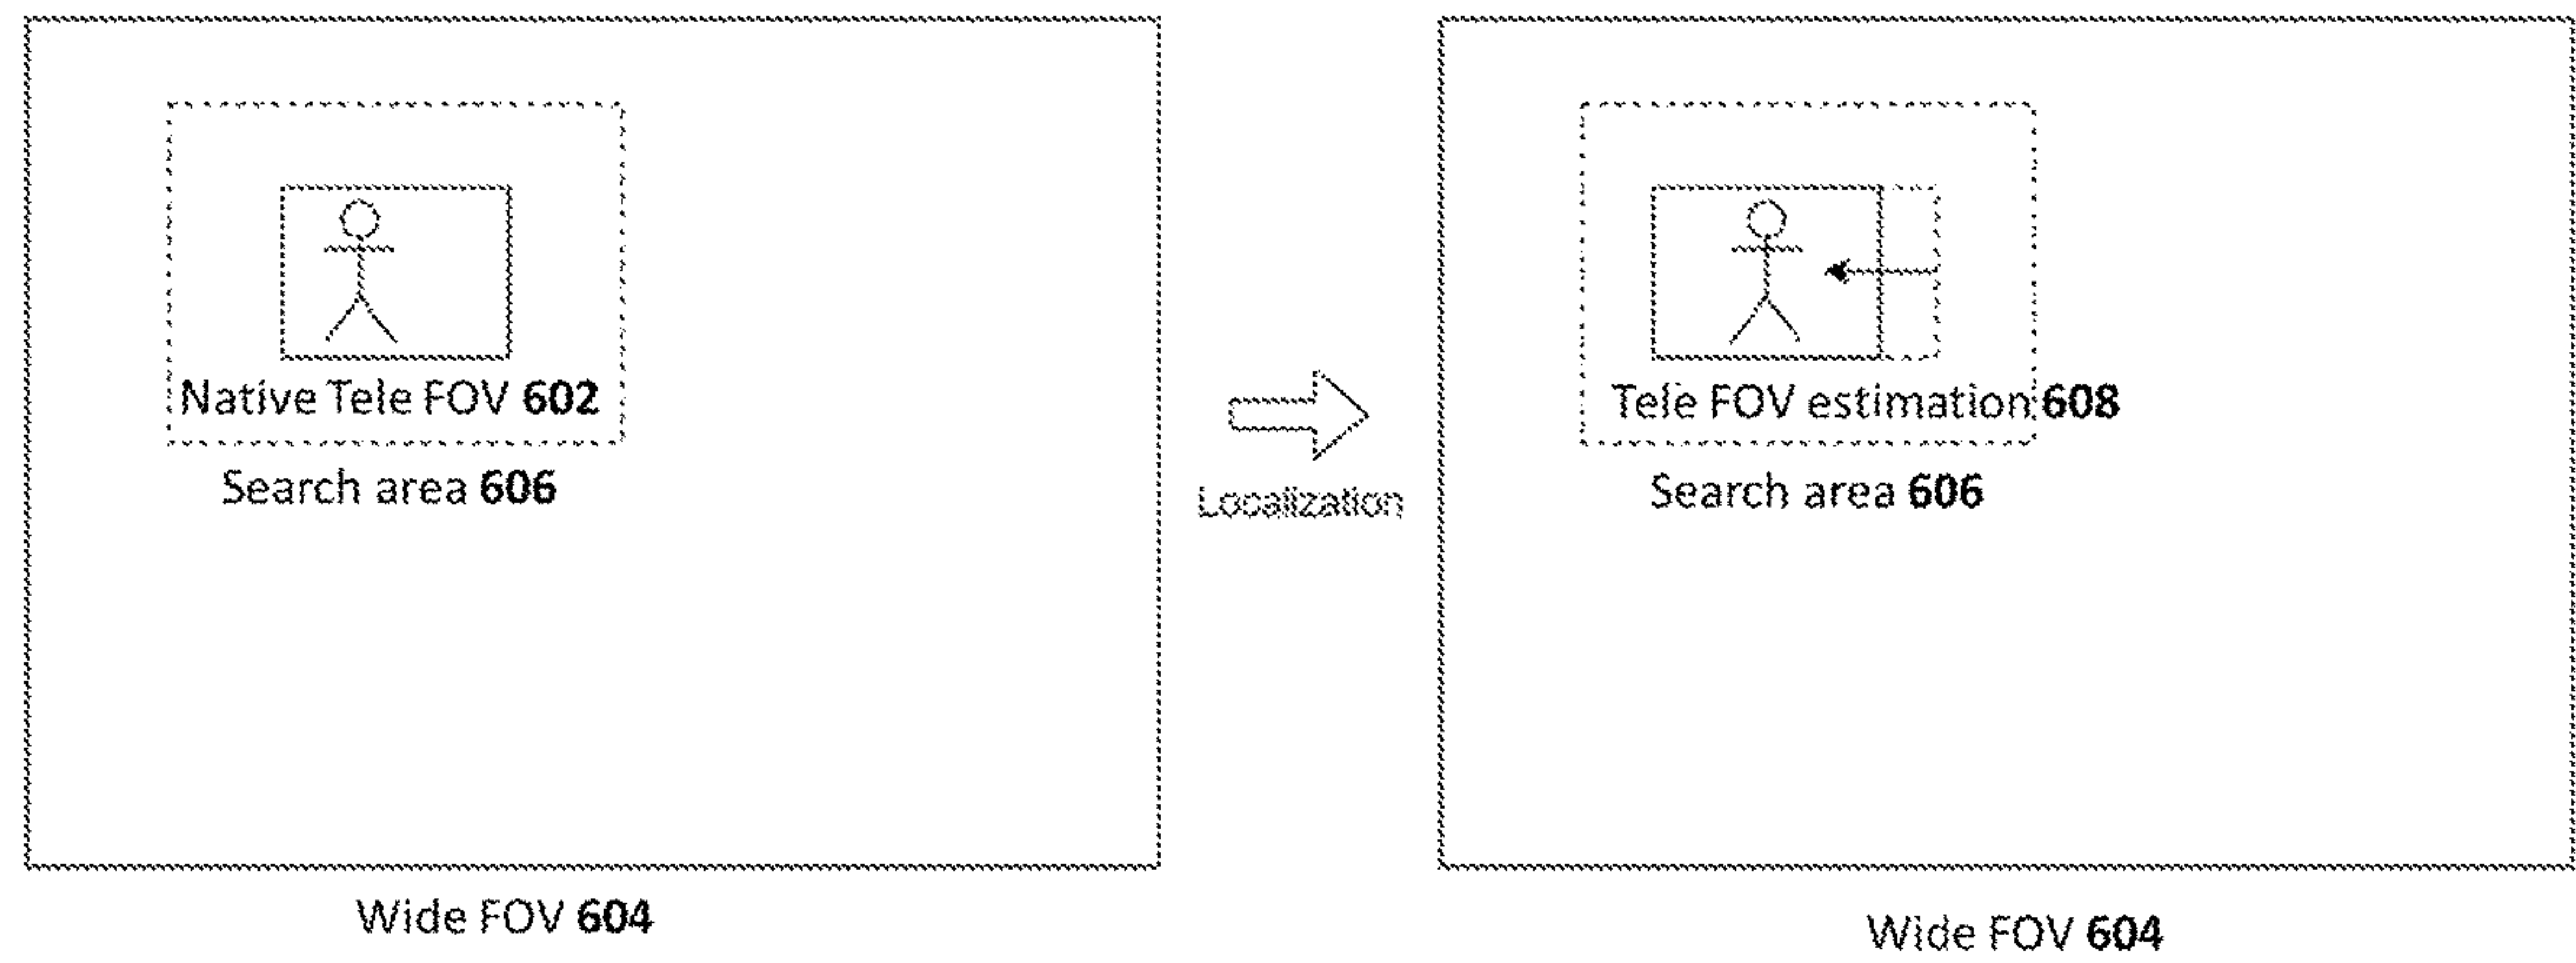 Native Tele FOV 602
Search area 606
Wide FOV 604
Localization
Tele FOV estimation 608
Search area 606
Wide FOV 604